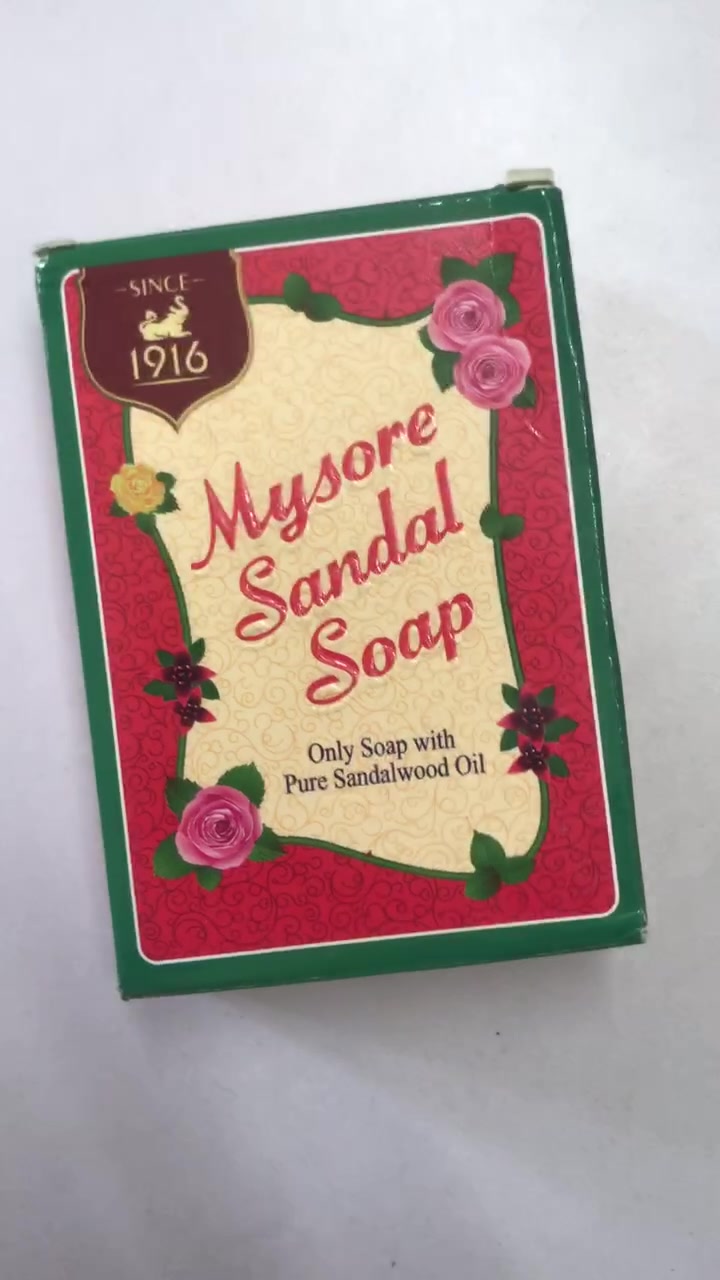 -SINCE-
1916
Mysore
Sandal
Soap
Only Soap with
Pure Sandalwood Oil